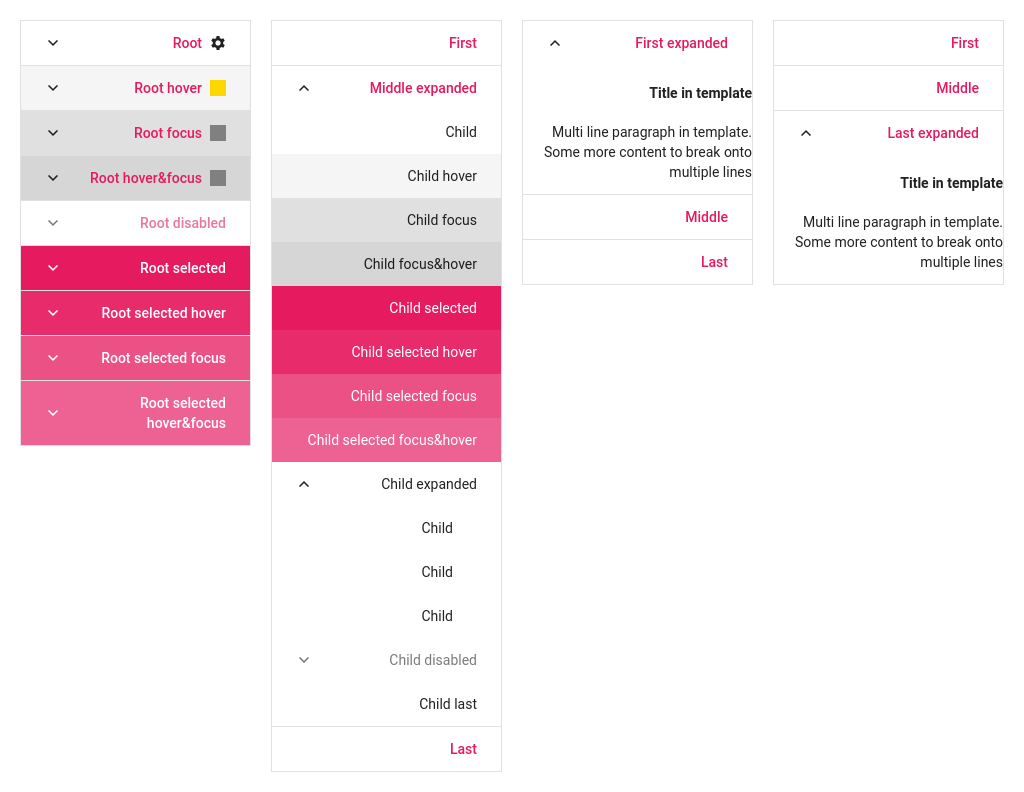 Root
Root hover
Root focus
Root hover&focus
Root disabled
Root selected
Root selected hover
Root selected focus
Root selected
hover&focus
First
Middle expanded
Child
Child hover
Child focus
Child focus&hover
Child selected
Child selected hover
Child selected focus
Child selected focus&hover
Child expanded
Child
Child
Child
Child disabled
Child last
Last
First expanded
Title in template
Multi line paragraph in template.
Some more content to break onto
multiple lines
Middle
Last
First
Middle
Last expanded
Title in template
Multi line paragraph in template.
Some more content to break onto
multiple lines